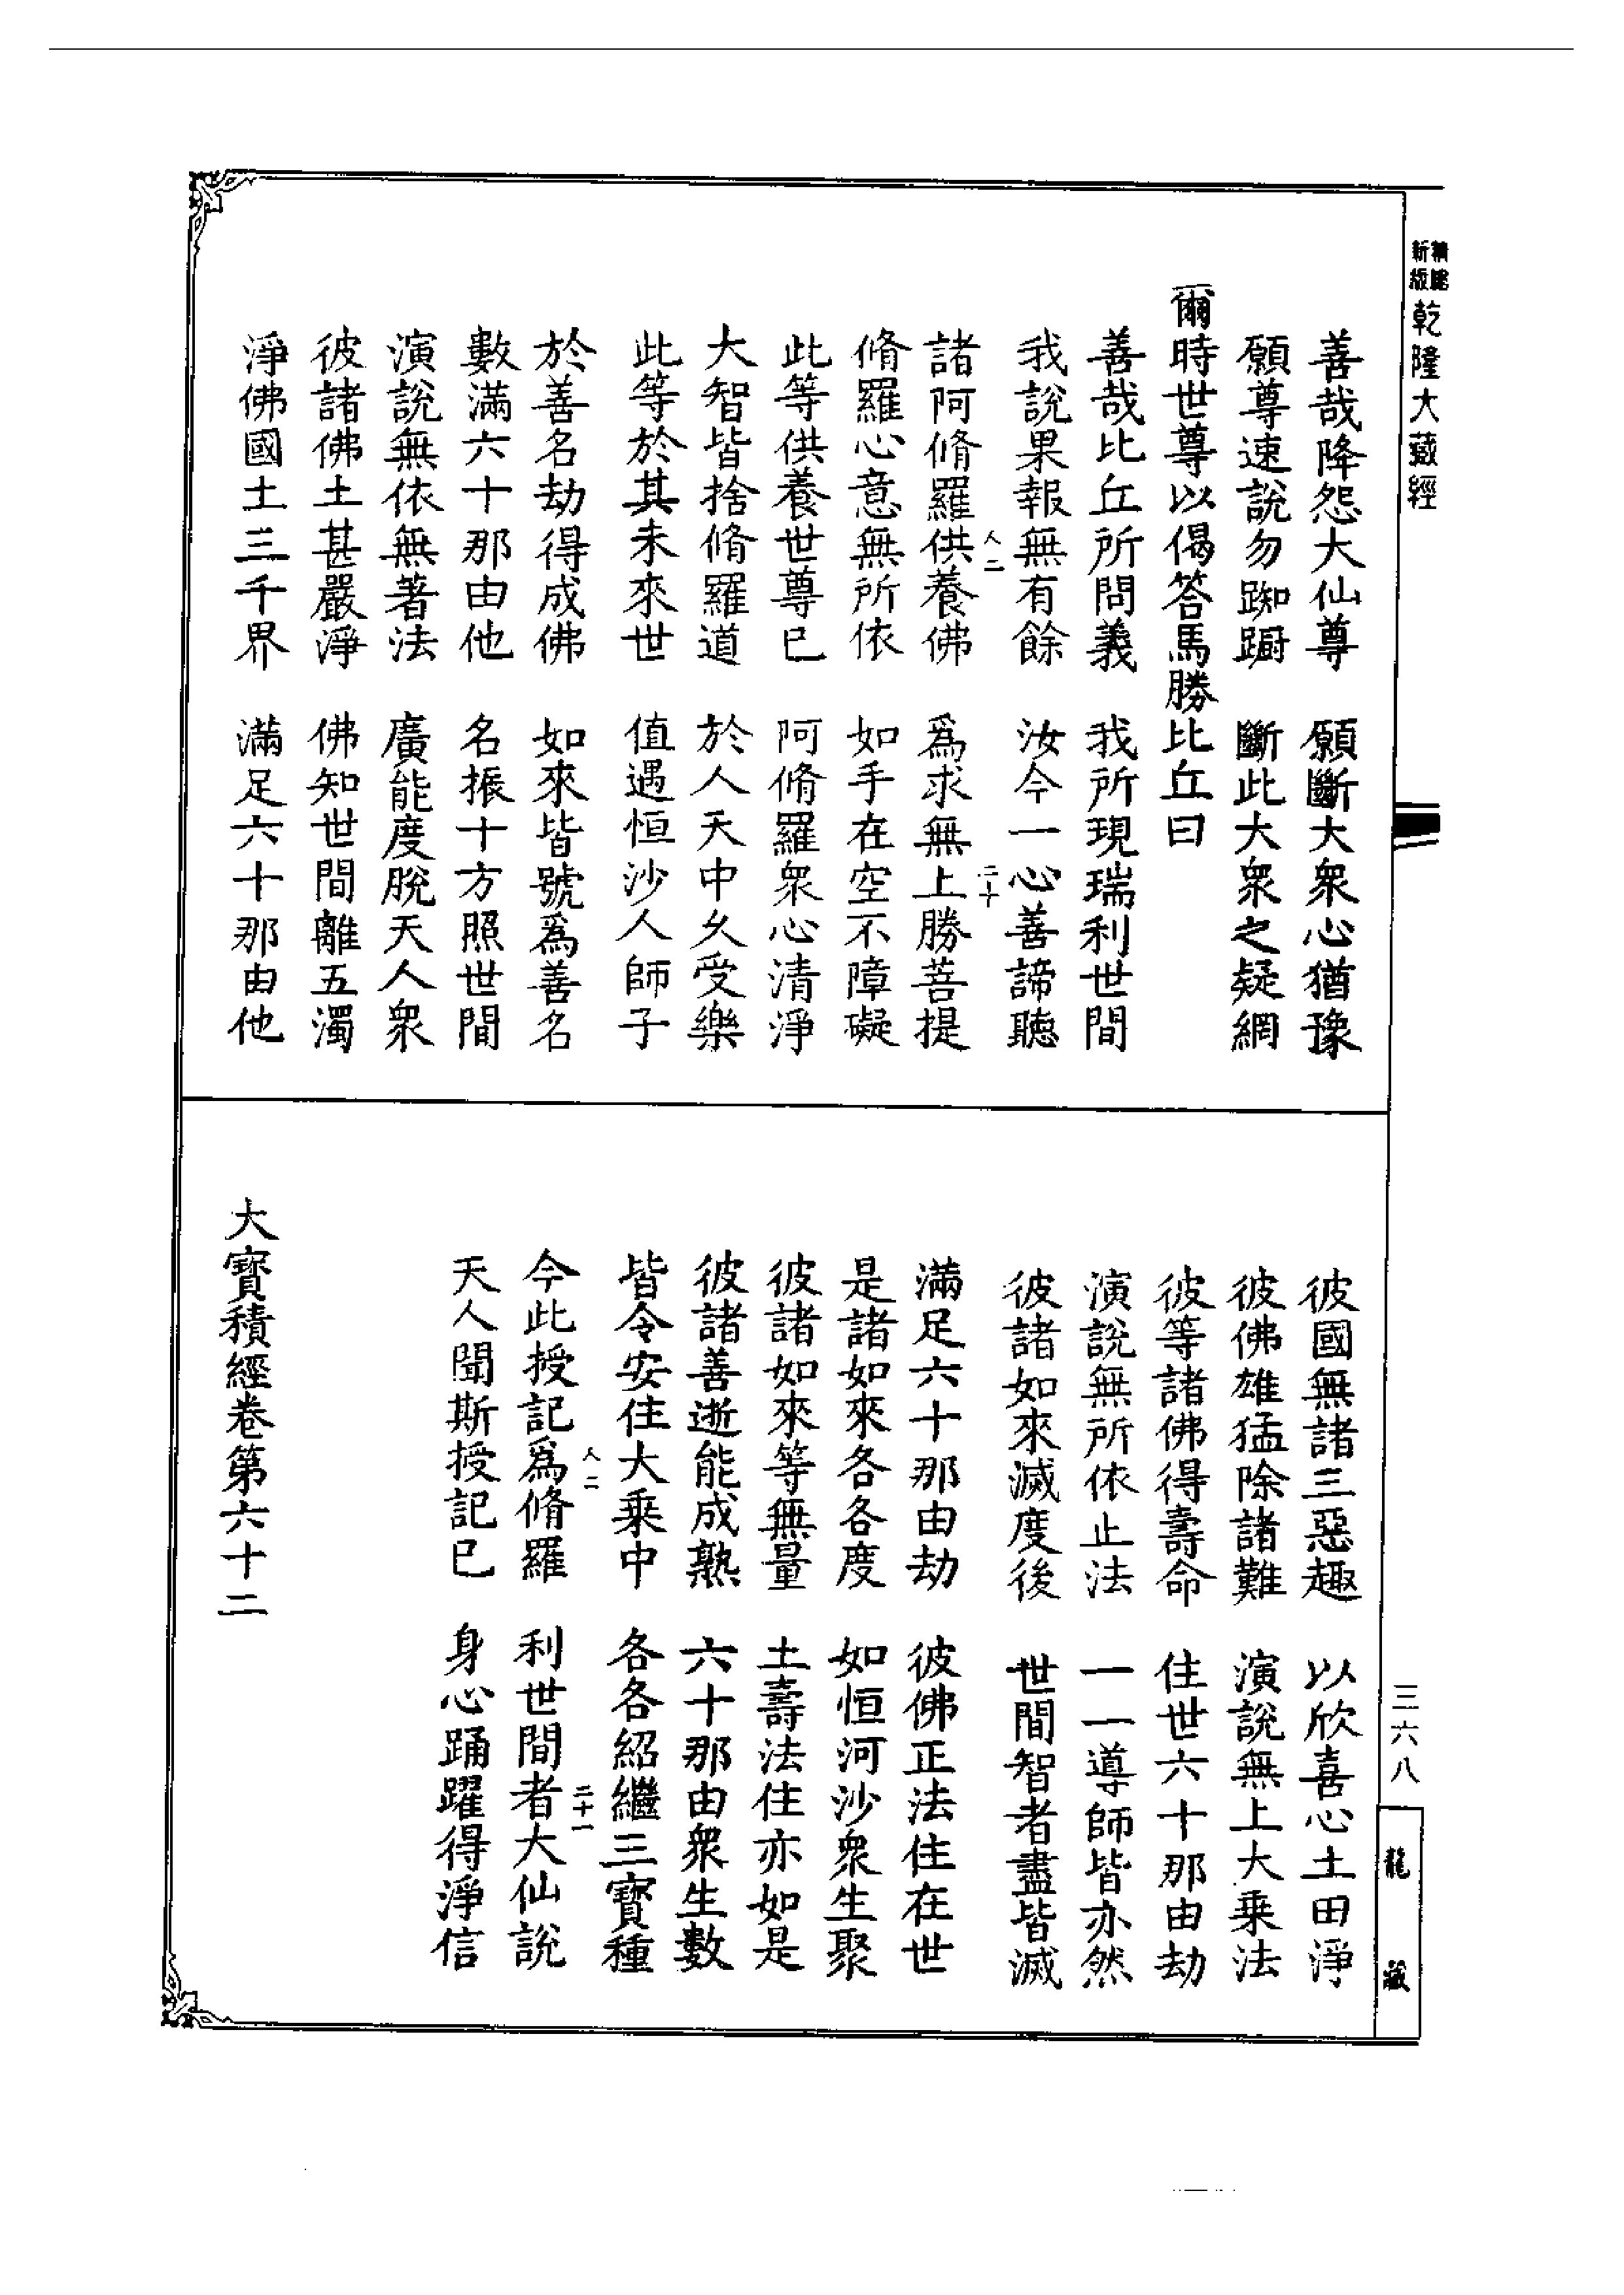 精龍新版
乾隆大藏經
善哉降怨大仙尊　願斷大衆心猶豫
願尊速說勿踟蹰　斷此大衆之疑網
爾時世尊以偈答馬勝比丘曰
善哉比丘所問義　我所現瑞利世間
我說果報無有餘　汝今一心善諦聽
人二　二十
諸阿脩羅供養佛　爲求無上勝菩提
脩羅心意無所依　如手在空不障礙
此等供養世尊已　阿脩羅衆心清淨
大智皆捨脩羅道　於人天中久受樂
此等於其未來世　值遇恒沙人師子
於善名劫得成佛　如來皆號爲善名
數滿六十那由他　名振十方照世間
演說無依無著法　廣能度脫天人衆
彼諸佛土甚嚴淨　佛知世間離五濁
淨佛國土三千界　滿足六十那由他
彼國無諸三惡趣　以欣喜心土田淨
彼佛雄猛除諸難　演說無上大乘法
彼等諸佛得壽命　住世六十那由劫
演說無所依止法　一一導師皆亦然
彼諸如來滅度後　世間智者盡皆滅
滿足六十那由劫　彼佛正法住在世
是諸如來各各度　如恒河沙衆生聚
彼諸如來等無量　土壽法住亦如是
彼諸善逝能成熟　六十那由衆生數
皆令安住大乘中　各各紹繼三寶種
人二　二十一
今此授記爲脩羅　利世間者大仙說
天人聞斯授記已　身心踊躍得淨信
大寶積經卷第六十二
三六八
龍藏